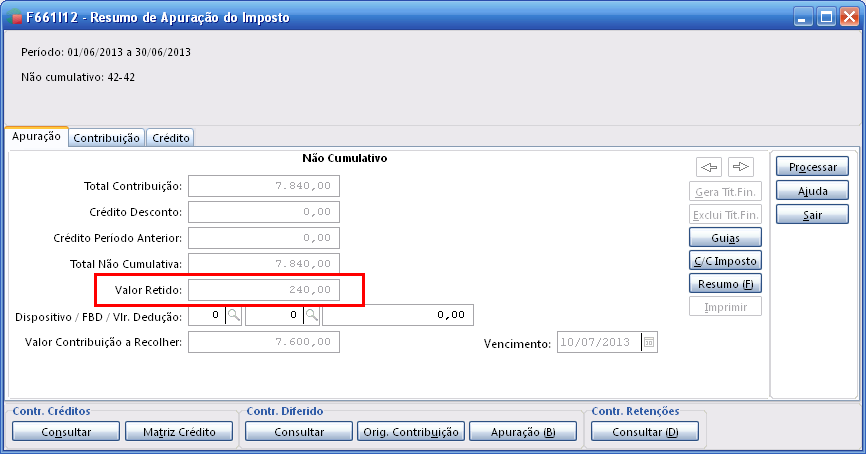 F661I12 - Resumo de Apuração do Imposto
Período: 01/06/2013 a 30/06/2013
Não cumulativo: 42-42
Apuração Contribuição Crédito
Não Cumulativo
Total Contribuição: 7.840,00
Crédito Desconto: 0,00
Crédito Período Anterior: 0,00
Total Não Cumulativa: 7.840,00
Valor Retido: 240,00
Dispositivo / FBD / Vlr. Dedução: 0 0 0,00
Valor Contribuição a Recolher: 7.600,00
Vencimento: 10/07/2013
Gera Tit.Fin.
Exclui Tit.Fin.
Guias
C/C Imposto
Resumo (F)
Imprimir
Processar
Ajuda
Sair
Contr. Créditos
Consultar Matriz Crédito
Contr. Diferido
Consultar Orig. Contribuição Apuração (B)
Contr. Retenções
Consultar (D)